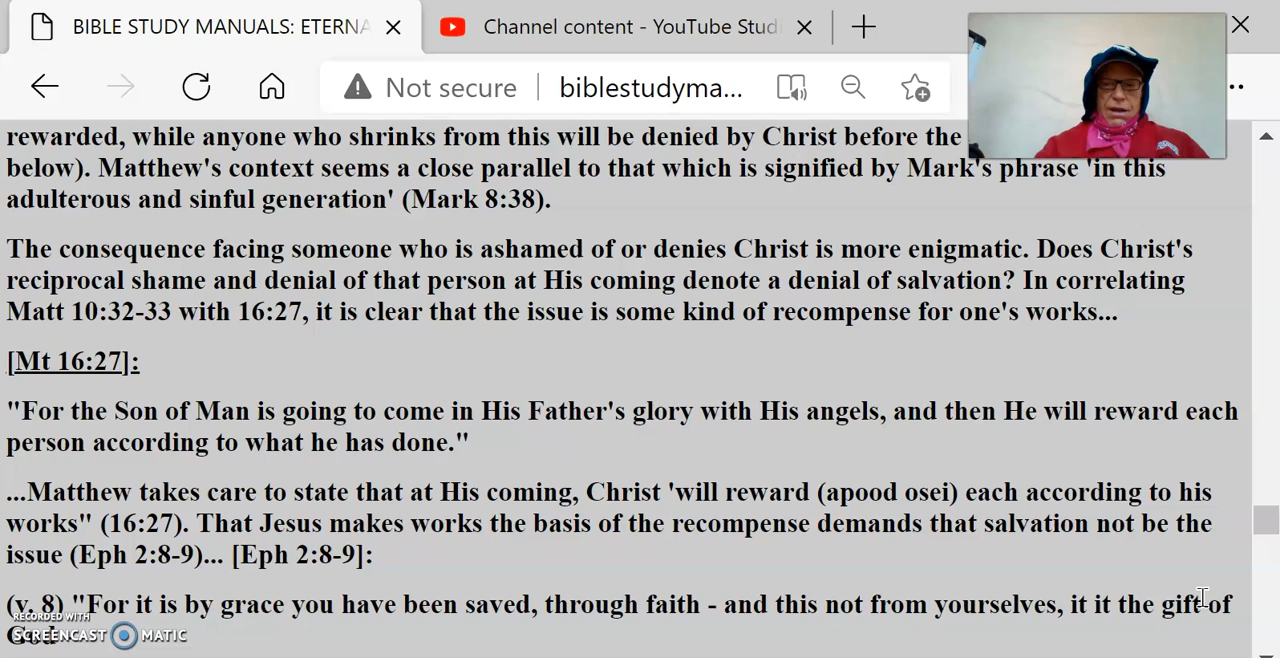 BIBLE STUDY MANUALS: ETERNA
Channel content - YouTube Stud
Not secure
biblestudyma...
rewarded, while anyone who shrinks from this will be denied by Christ before the
below). Matthew's context seems a close parallel to that which is signified by Mark's phrase 'in this
adulterous and sinful generation' (Mark 8:38).
The consequence facing someone who is ashamed of or denies Christ is more enigmatic. Does Christ's
reciprocal shame and denial of that person at His coming denote a denial of salvation? In correlating
Matt 10:32-33 with 16:27, it is clear that the issue is some kind of recompense for one's works...
[Mt 16:27]:
"For the Son of Man is going to come in His Father's glory with His angels, and then He will reward each
person according to what he has done."
...Matthew takes care to state that at His coming, Christ 'will reward (apood osei) each according to his
works" (16:27). That Jesus makes works the basis of the recompense demands that salvation not be the
issue (Eph 2:8-9)... [Eph 2:8-9]:
(v. 8) "For it is by grace you have been saved, through faith - and this not from yourselves, it it the gift of
God
RECORDED WITH
SCREENCAST MATIC